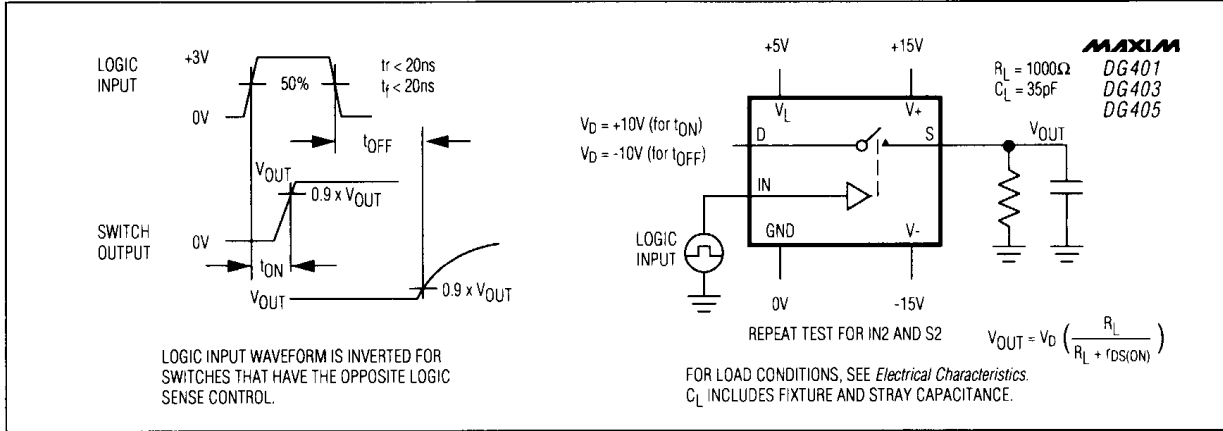 LOGIC
INPUT
+3V
0V
50%
tr < 20ns
tf < 20ns
tOFF
VOUT
0.9 x VOUT
SWITCH
OUTPUT
0V
tON
VOUT
0.9 x VOUT
LOGIC INPUT WAVEFORM IS INVERTED FOR
SWITCHES THAT HAVE THE OPPOSITE LOGIC
SENSE CONTROL.
+5V
+15V
MAXIM
DG401
DG403
DG405
RL = 1000Ω
CL = 35pF
VL
V+
VD = +10V (for tON)
VD = -10V (for tOFF)
D
S
VOUT
IN
LOGIC
INPUT
GND
V-
0V
-15V
REPEAT TEST FOR IN2 AND S2
VOUT = VD ( RL / RL + rDS(ON) )
FOR LOAD CONDITIONS, SEE Electrical Characteristics.
CL INCLUDES FIXTURE AND STRAY CAPACITANCE.